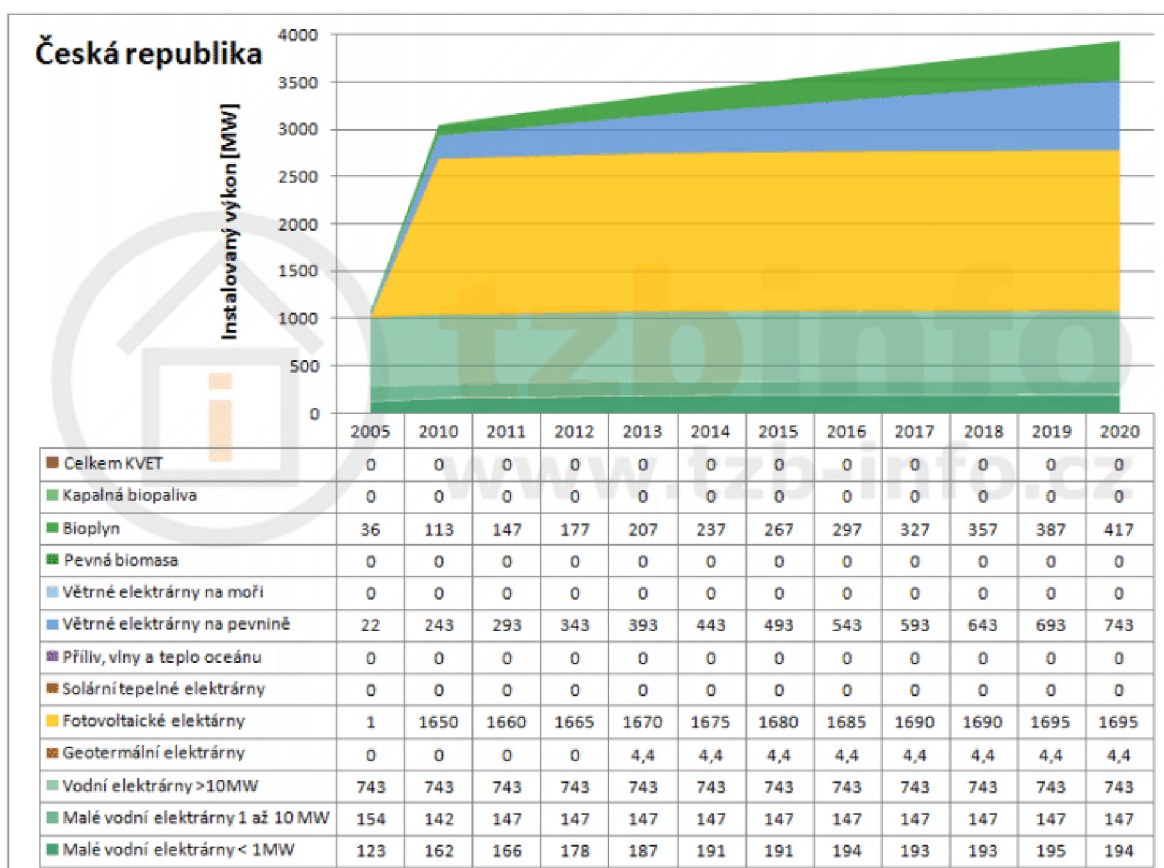 Česká republika
Instalovaný výkon [MW]
4000
3500
3000
2500
2000
1500
1000
500
0
2005 2010 2011 2012 2013 2014 2015 2016 2017 2018 2019 2020
Celkem KVET 0 0 0 0 0 0 0 0 0 0 0 0
Kapalná biopaliva 0 0 0 0 0 0 0 0 0 0 0 0
Bioplyn 36 113 147 177 207 237 267 297 327 357 387 417
Pevná biomasa 0 0 0 0 0 0 0 0 0 0 0 0
Větrné elektrárny na moři 0 0 0 0 0 0 0 0 0 0 0 0
Větrné elektrárny na pevnině 22 243 293 343 393 443 493 543 593 643 693 743
Příliv, vlny a teplo oceánu 0 0 0 0 0 0 0 0 0 0 0 0
Solární tepelné elektrárny 0 0 0 0 0 0 0 0 0 0 0 0
Fotovoltaické elektárny 1 1650 1660 1665 1670 1675 1680 1685 1690 1690 1695 1695
Geotermální elektrárny 0 0 0 0 4,4 4,4 4,4 4,4 4,4 4,4 4,4 4,4
Vodní elektrárny >10MW 743 743 743 743 743 743 743 743 743 743 743 743
Malé vodní elektrárny 1 až 10 MW 154 142 147 147 147 147 147 147 147 147 147 147
Malé vodní elektrárny < 1MW 123 162 166 178 187 191 191 194 193 193 195 194
tzbinfo
www.tzb-info.cz